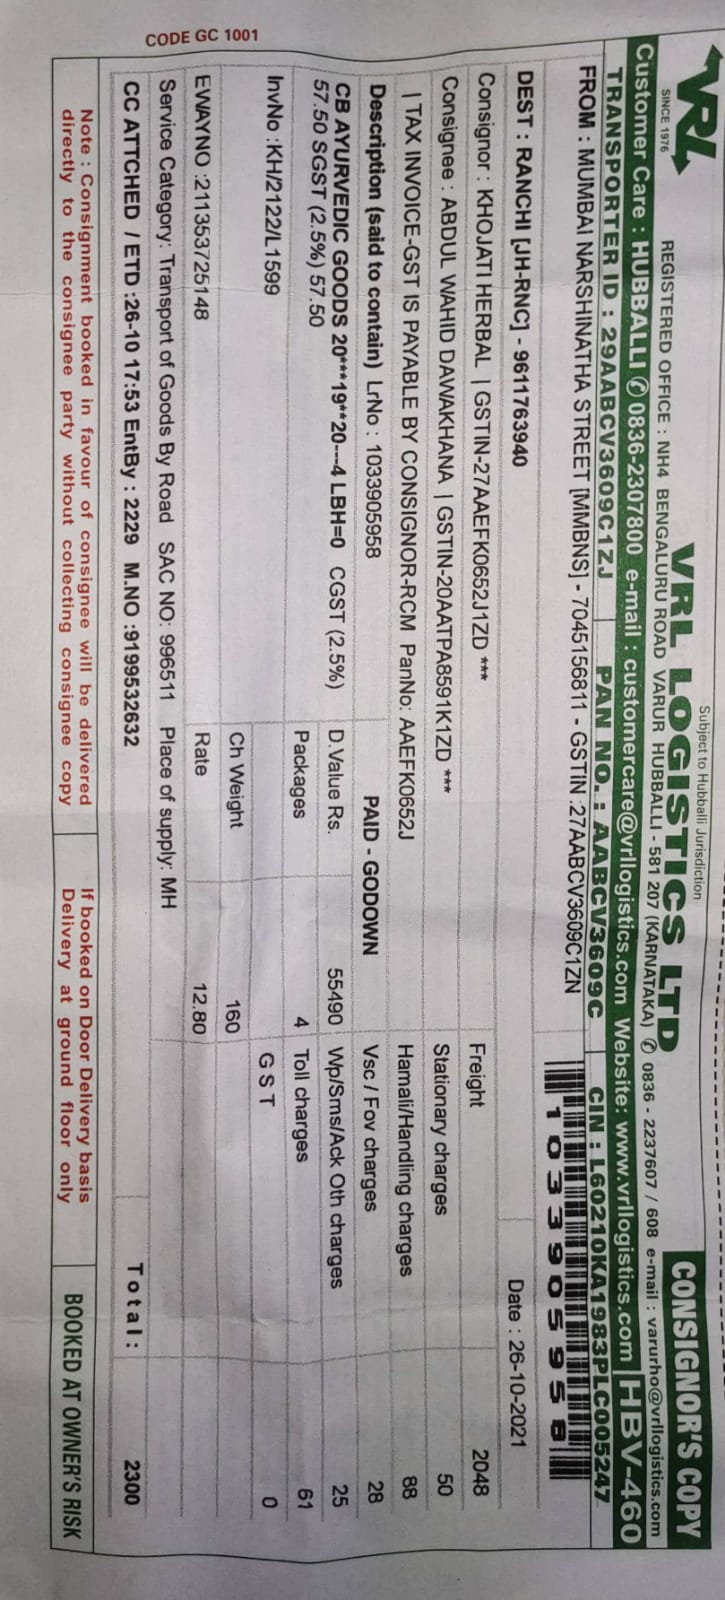 CODE GC 1001
Subject to Hubballi Jurisdiction
CONSIGNOR'S COPY
VRL
SINCE 1976
VRL LOGISTICS LTD
REGISTERED OFFICE : NH4 BENGALURU ROAD VARUR HUBBALLI - 581 207 (KARNATAKA) ✆ 0836 - 2237607 / 608 e-mail : varurho@vrllogistics.com
Customer Care : HUBBALLI ✆ 0836-2307800 e-mail : customercare@vrllogistics.com Website: www.vrllogistics.com HBV-460
TRANSPORTER ID : 29AABCV3609C1ZJ PAN NO. : AABCV3609C CIN : L60210KA1983PLC005247
FROM : MUMBAI NARSHINATHA STREET [MMBNS] - 7045156811 - GSTIN :27AABCV3609C1ZN
1033905958
DEST : RANCHI [JH-RNC] - 9611763940 Date : 26-10-2021
Consignor : KHOJATI HERBAL | GSTIN-27AAEFK0652J1ZD *** Freight 2048
Consignee : ABDUL WAHID DAWAKHANA | GSTIN-20AATPA8591K1ZD *** Stationary charges 50
| TAX INVOICE-GST IS PAYABLE BY CONSIGNOR-RCM PanNo: AAEFK0652J Hamali/Handling charges 88
Description (said to contain) LrNo : 1033905958 PAID - GODOWN Vsc / Fov charges 28
CB AYURVEDIC GOODS 20***19**20---4 LBH=0 CGST (2.5%) D.Value Rs. 55490 Wp/Sms/Ack Oth charges 25
57.50 SGST (2.5%) 57.50 Packages 4 Toll charges 61
InvNo :KH/2122/L1599 G S T 0
Ch Weight 160
EWAYNO :211353725148 Rate 12.80
Service Category: Transport of Goods By Road SAC NO: 996511 Place of supply: MH
CC ATTCHED / ETD :26-10 17:53 EntBy : 2229 M.NO :9199532632 Total : 2300
Note : Consignment booked in favour of consignee will be delivered
directly to the consignee party without collecting consignee copy
If booked on Door Delivery basis
Delivery at ground floor only
BOOKED AT OWNER'S RISK